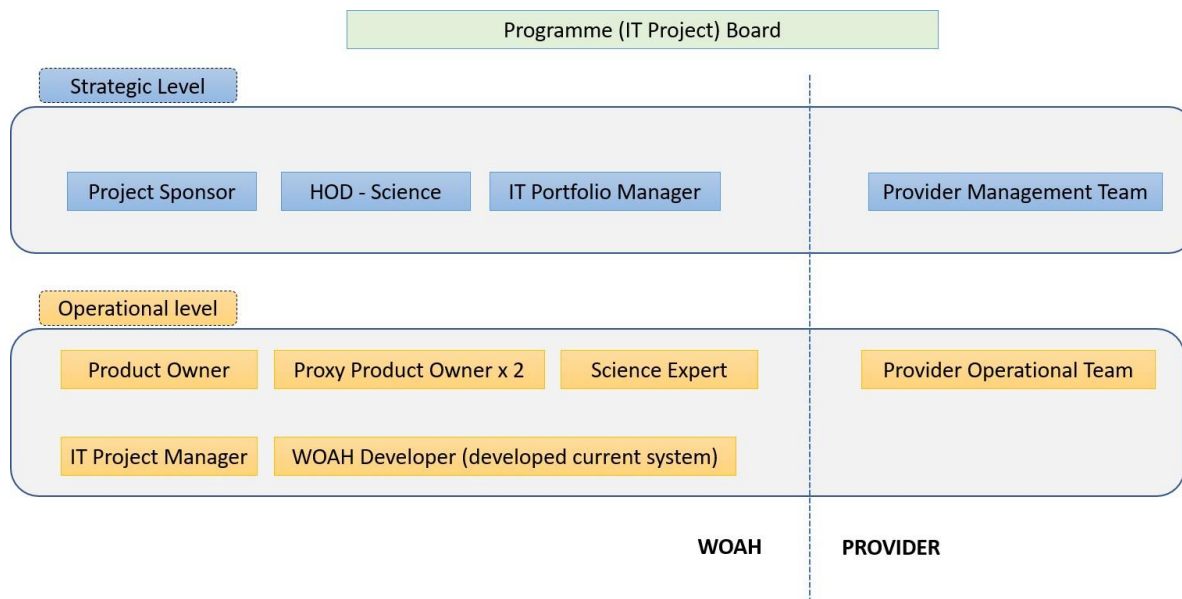 Programme (IT Project) Board
Strategic Level
Project Sponsor
HOD - Science
IT Portfolio Manager
Provider Management Team
Operational level
Product Owner
Proxy Product Owner x 2
Science Expert
Provider Operational Team
IT Project Manager
WOAH Developer (developed current system)
WOAH
PROVIDER